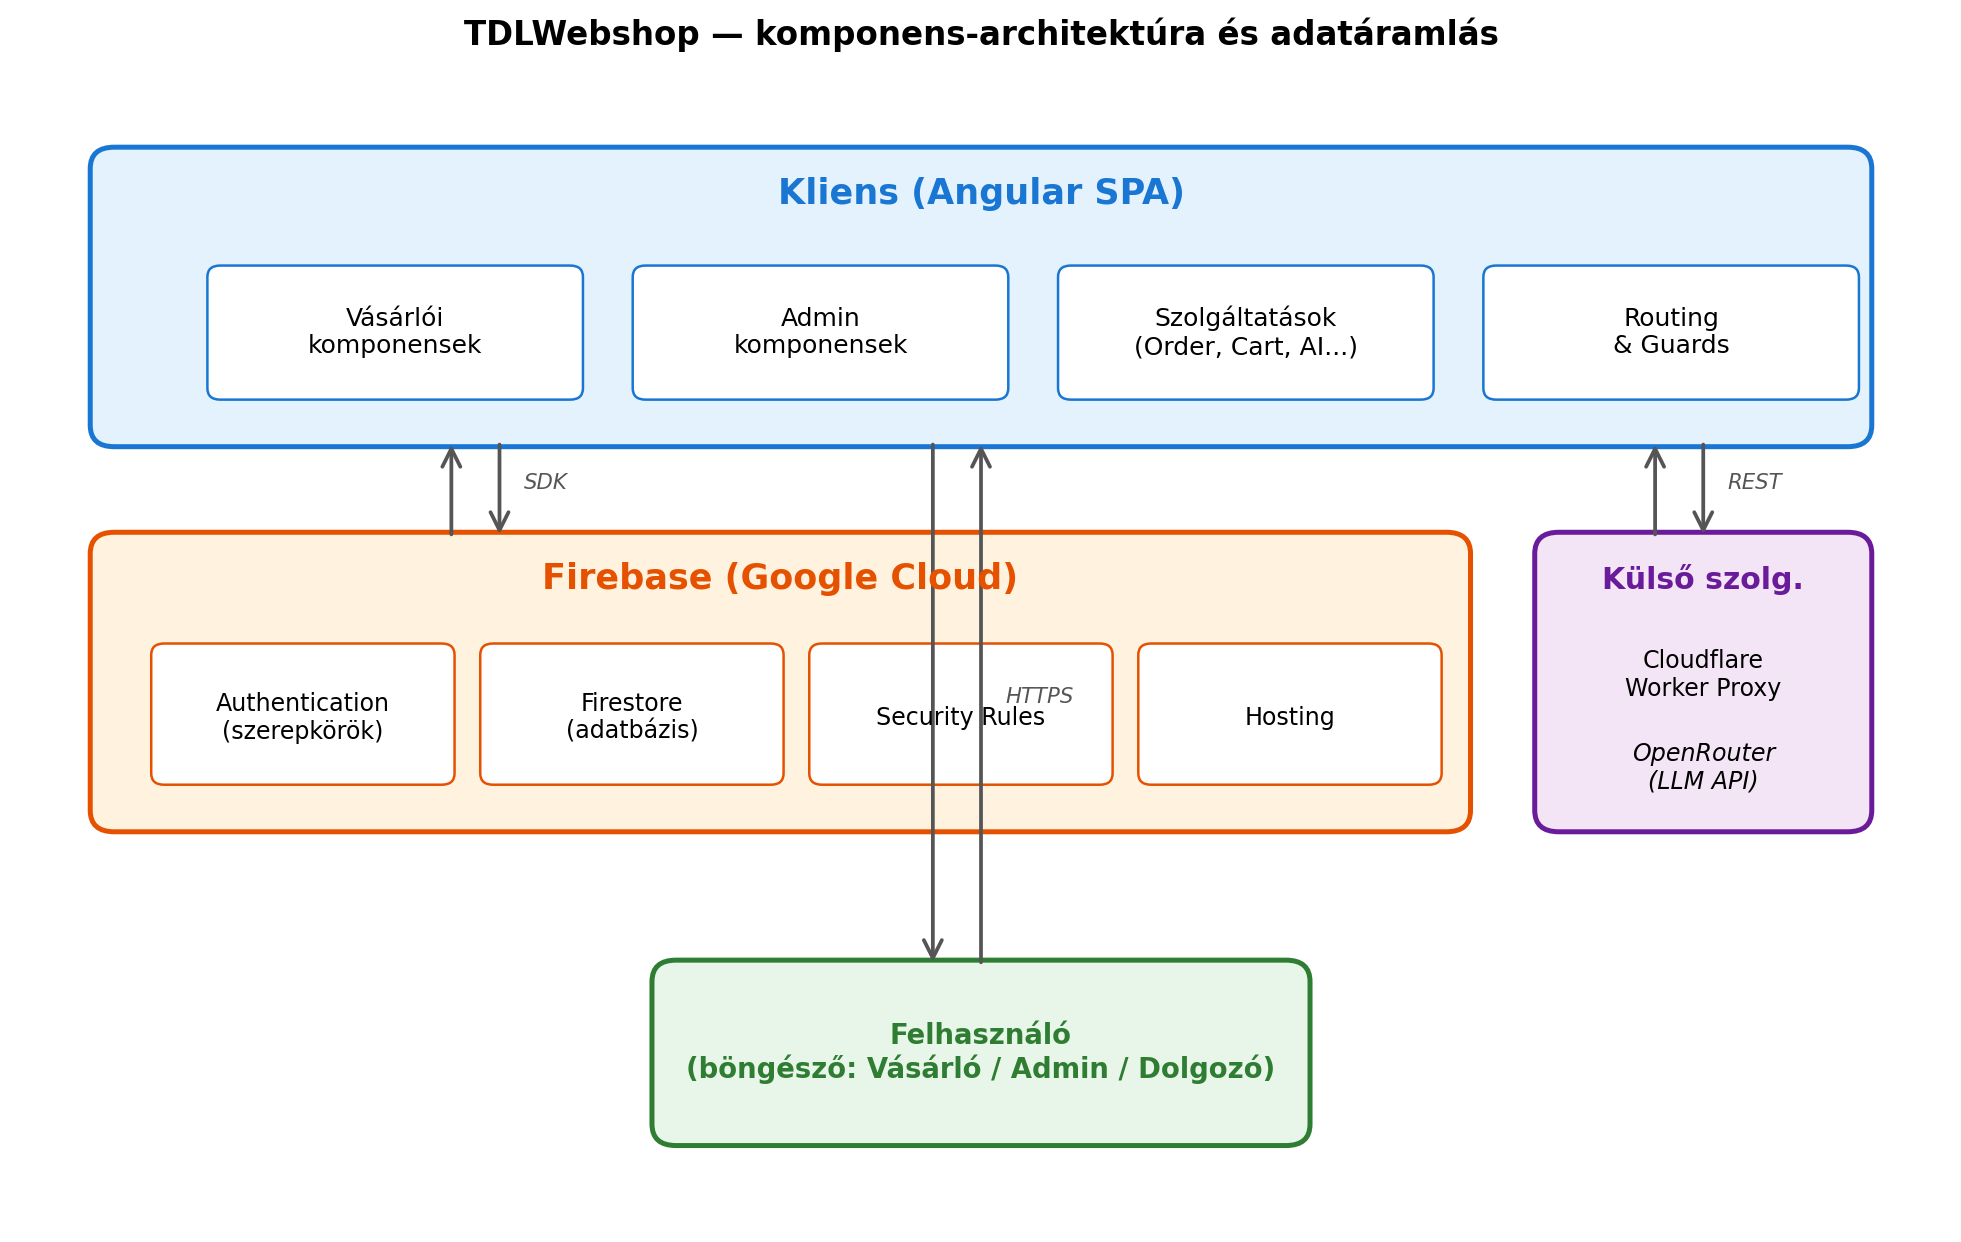 TDLWebshop — komponens-architektúra és adatáramlás
Kliens (Angular SPA)
Vásárlói
komponensek
Admin
komponensek
Szolgáltatások
(Order, Cart, AI...)
Routing
& Guards
SDK
REST
Firebase (Google Cloud)
Authentication
(szerepkörök)
Firestore
(adatbázis)
HTTPS
Security Rules
Hosting
Külső szolg.
Cloudflare
Worker Proxy
OpenRouter
(LLM API)
Felhasználó
(böngésző: Vásárló / Admin / Dolgozó)